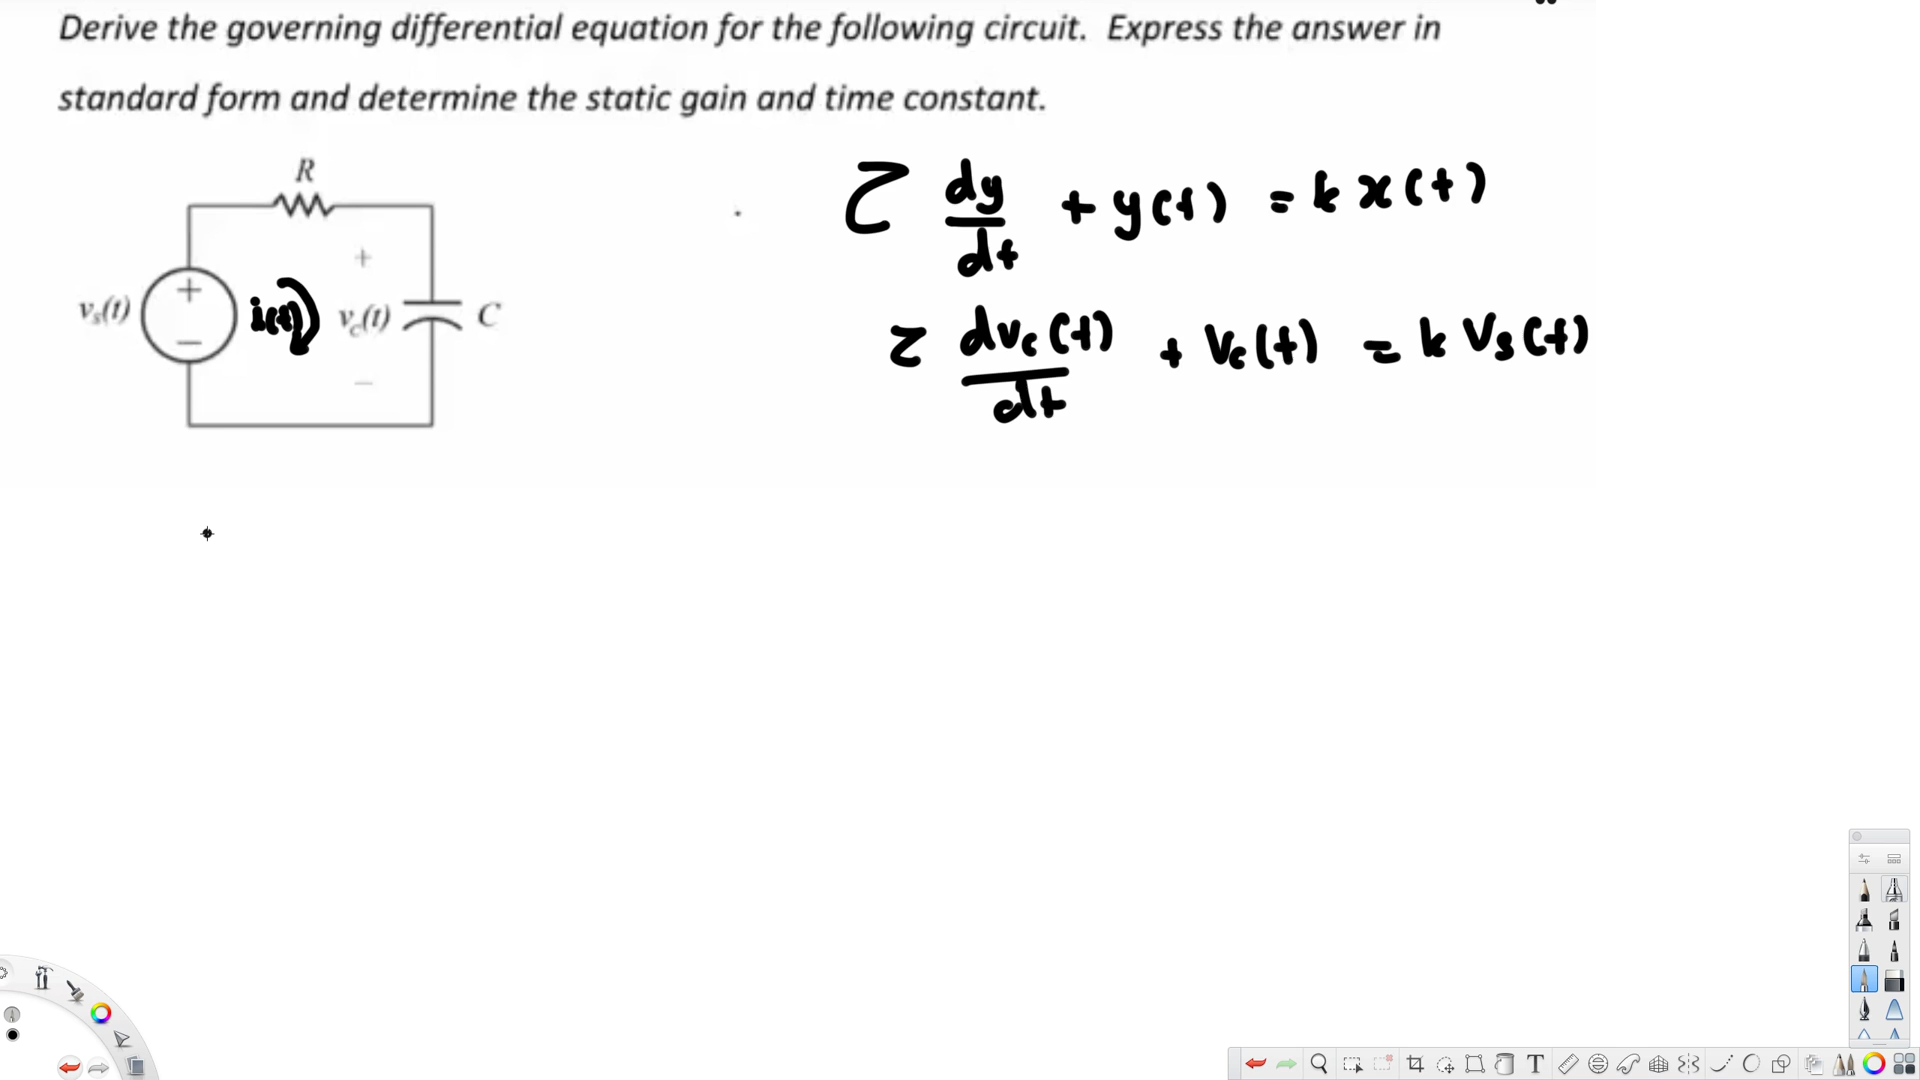 Derive the governing differential equation for the following circuit. Express the answer in
standard form and determine the static gain and time constant.
R
τ dy/dt + y(t) = k x(t)
+
vs(t) + − i(t) vc(t) C
−
τ dvc(t)/dt + Vc(t) = k Vs(t)
T